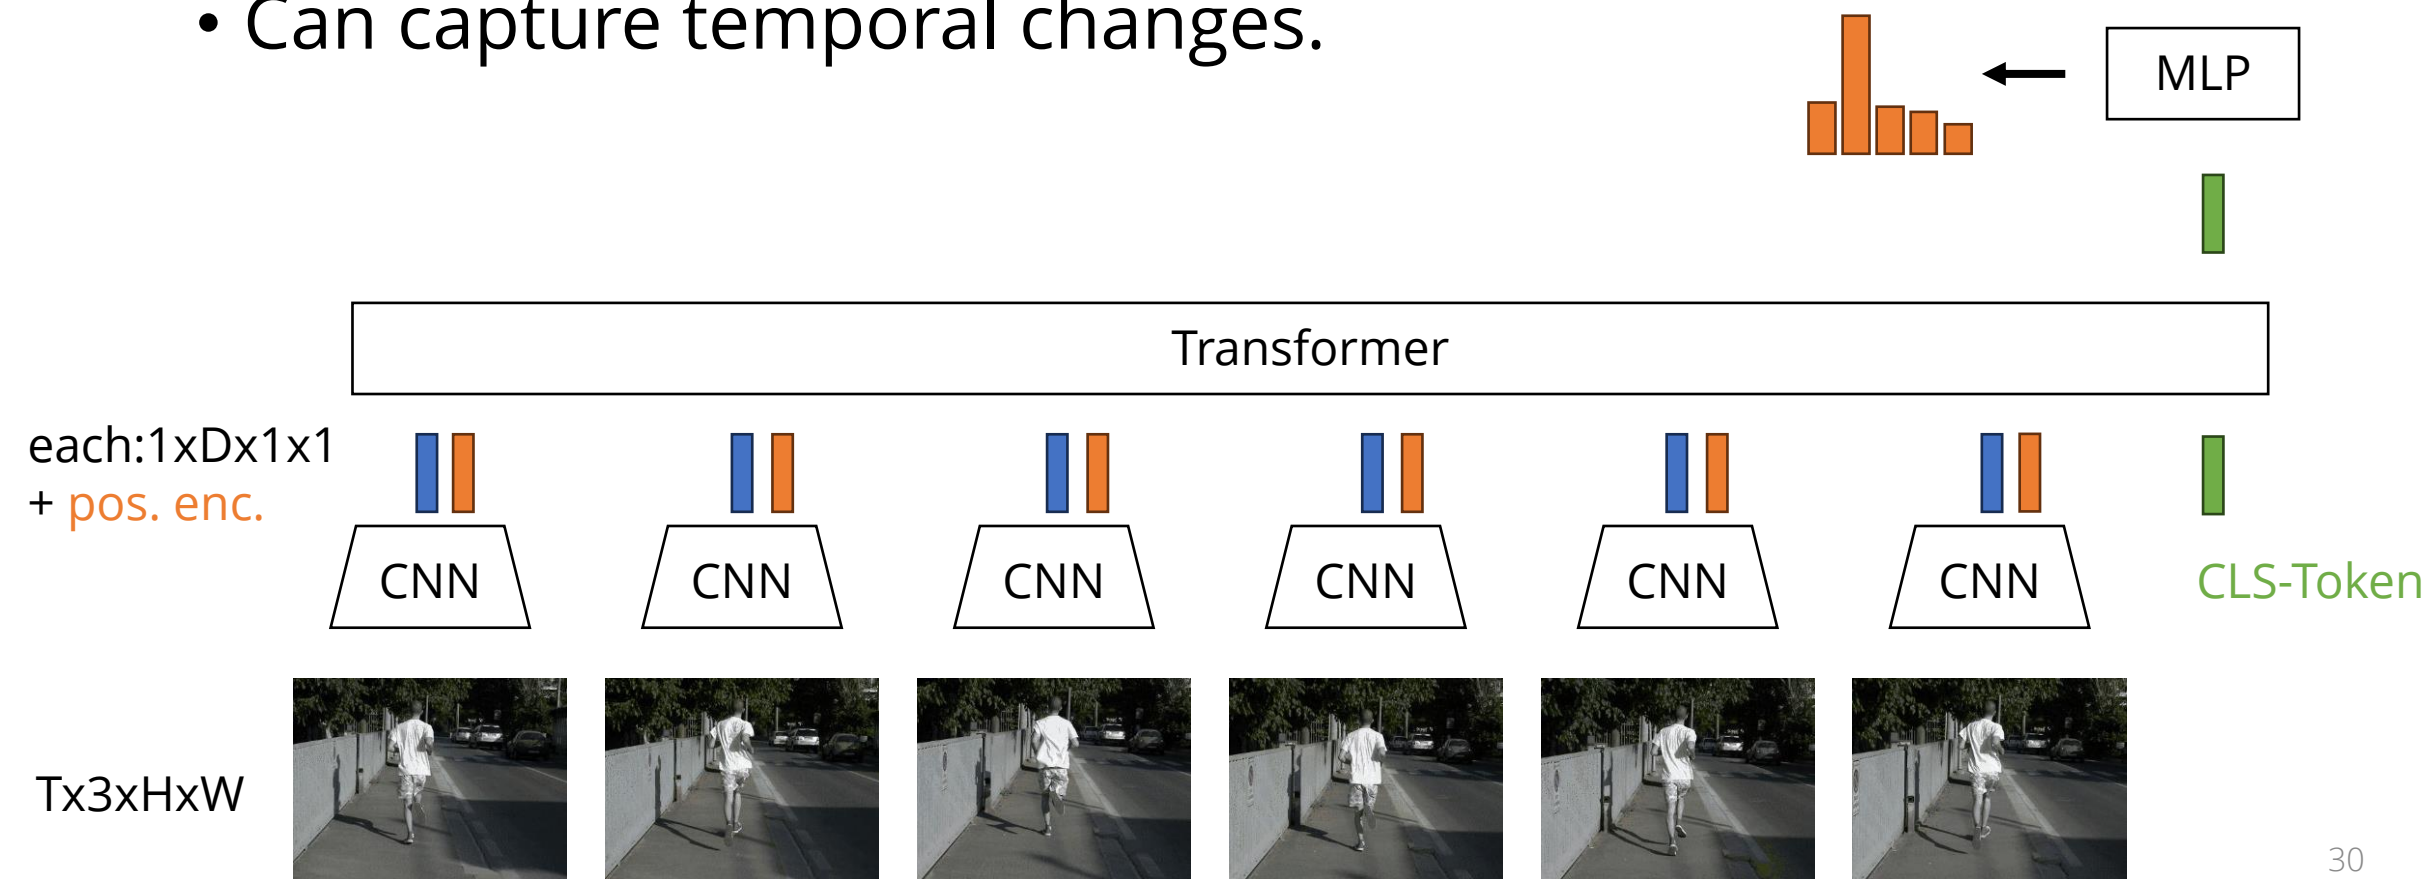 • Can capture temporal changes.
MLP
Transformer
each:1xDx1x1
+ pos. enc.
CNN CNN CNN CNN CNN CNN
CLS-Token
Tx3xHxW
30